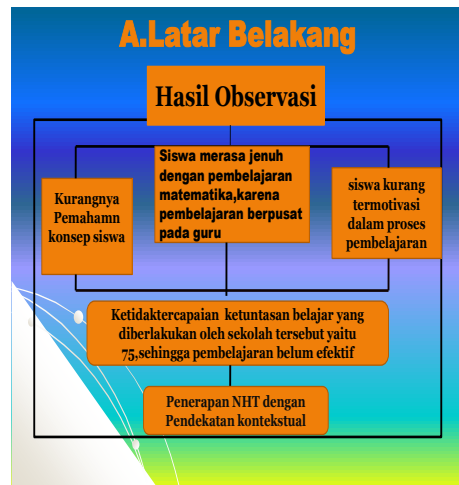 A.Latar Belakang
Hasil Observasi
Kurangnya
Pemahamn
konsep siswa
Siswa merasa jenuh
dengan pembelajaran
matematika,karena
pembelajaran berpusat
pada guru
siswa kurang
termotivasi
dalam proses
pembelajaran
Ketidaktercapaian ketuntasan belajar yang
diberlakukan oleh sekolah tersebut yaitu
75,sehingga pembelajaran belum efektif
Penerapan NHT dengan
Pendekatan kontekstual